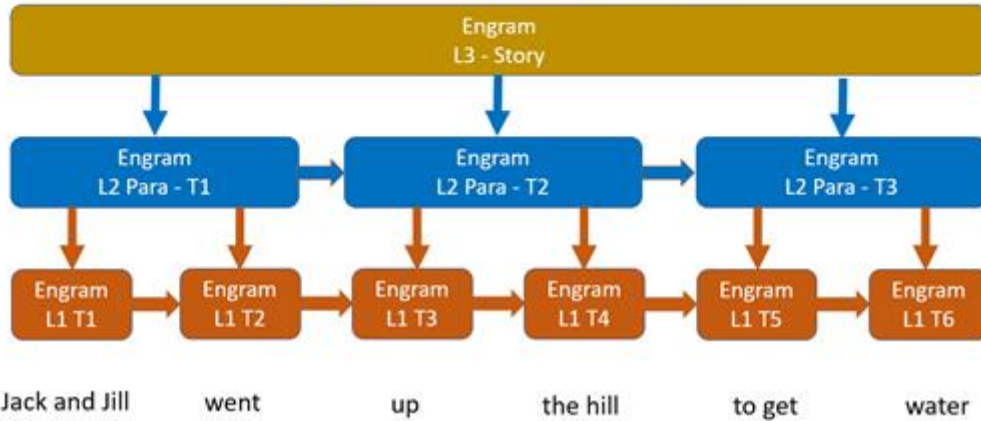 Engram
L3 - Story
Engram
L2 Para - T1
Engram
L2 Para - T2
Engram
L2 Para - T3
Engram
L1 T1
Engram
L1 T2
Engram
L1 T3
Engram
L1 T4
Engram
L1 T5
Engram
L1 T6
Jack and Jill went up the hill to get water